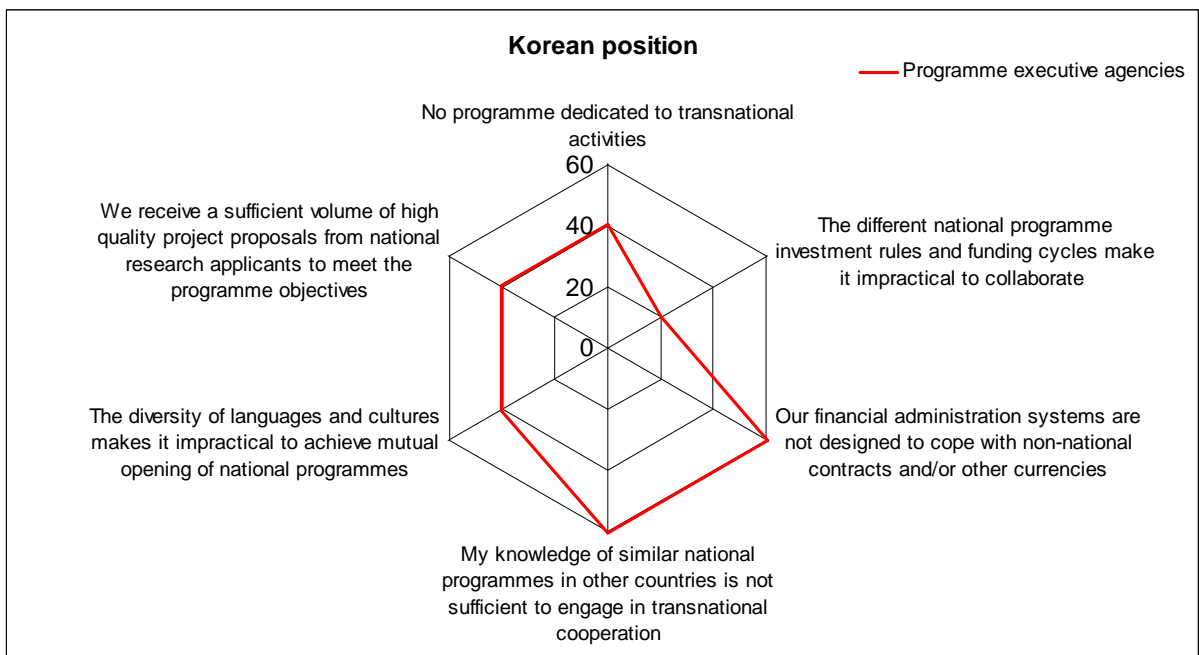 Korean position
Programme executive agencies
No programme dedicated to transnational
activities
60
40
20
0
The different national programme
investment rules and funding cycles make
it impractical to collaborate
Our financial administration systems are
not designed to cope with non-national
contracts and/or other currencies
My knowledge of similar national
programmes in other countries is not
sufficient to engage in transnational
cooperation
The diversity of languages and cultures
makes it impractical to achieve mutual
opening of national programmes
We receive a sufficient volume of high
quality project proposals from national
research applicants to meet the
programme objectives